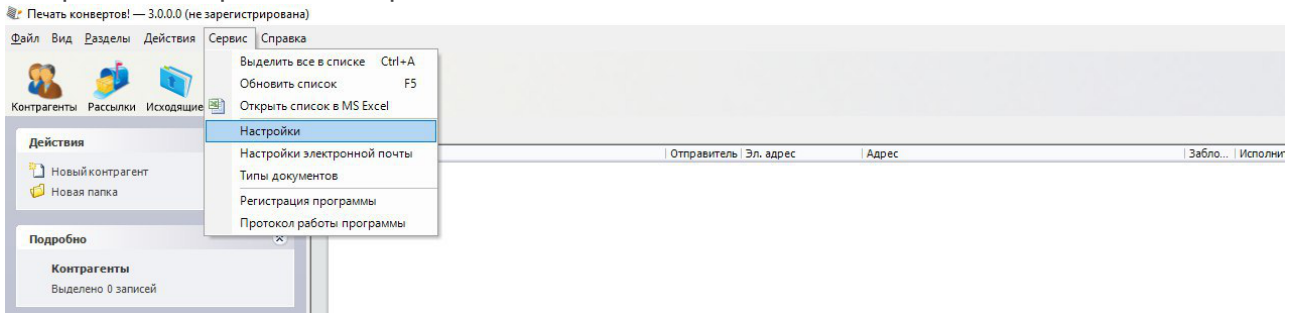 Печать конвертов! — 3.0.0.0 (не зарегистрирована)
Файл Вид Разделы Действия Сервис Справка
Выделить все в списке Ctrl+A
Обновить список F5
Открыть список в MS Excel
Настройки
Настройки электронной почты
Типы документов
Регистрация программы
Протокол работы программы
Контрагенты Рассылки Исходящие
Отправитель Эл. адрес Адрес Забло... Исполнит
Действия
Новый контрагент
Новая папка
Подробно
Контрагенты
Выделено 0 записей